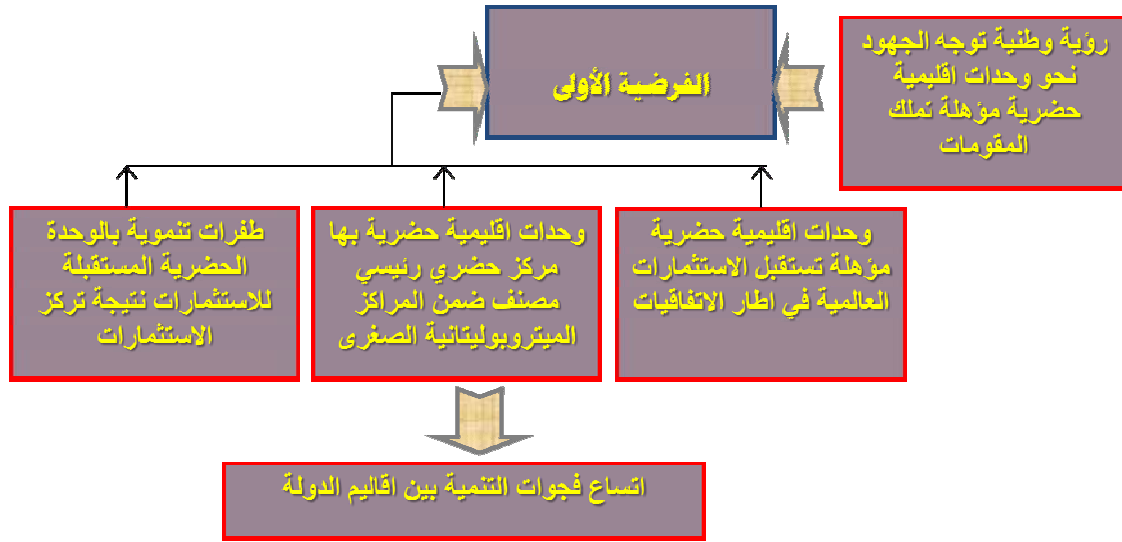 الفرضية الأولى
رؤية وطنية توجه الجهود
نحو وحدات اقليمية
حضرية مؤهلة تملك
المقومات
وحدات اقليمية حضرية
مؤهلة تستقبل الاستثمارات
العالمية في اطار الاتفاقيات
وحدات اقليمية حضرية بها
مركز حضري رئيسي
مصنف ضمن المراكز
الميتروبوليتانية الصغرى
طفرات تنموية بالوحدة
الحضرية المستقبلة
للاستثمارات نتيجة تركز
الاستثمارات
اتساع فجوات التنمية بين اقاليم الدولة